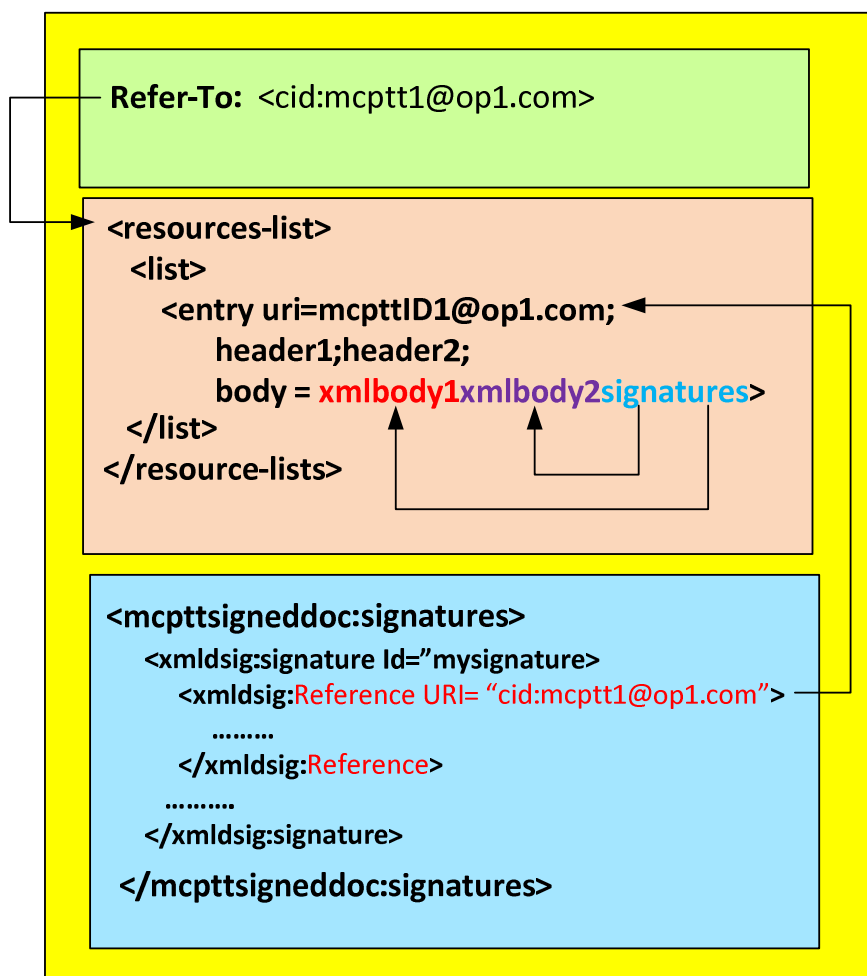 Refer-To: <cid:mcptt1@op1.com>
<resources-list>
<list>
<entry uri=mcpttID1@op1.com;
header1;header2;
body = xmlbody1xmlbody2signatures>
</list>
</resource-lists>
<mcpttsigneddoc:signatures>
<xmldsig:signature Id=”mysignature>
<xmldsig:Reference URI= “cid:mcptt1@op1.com”>
………
</xmldsig:Reference>
……….
</xmldsig:signature>
</mcpttsigneddoc:signatures>